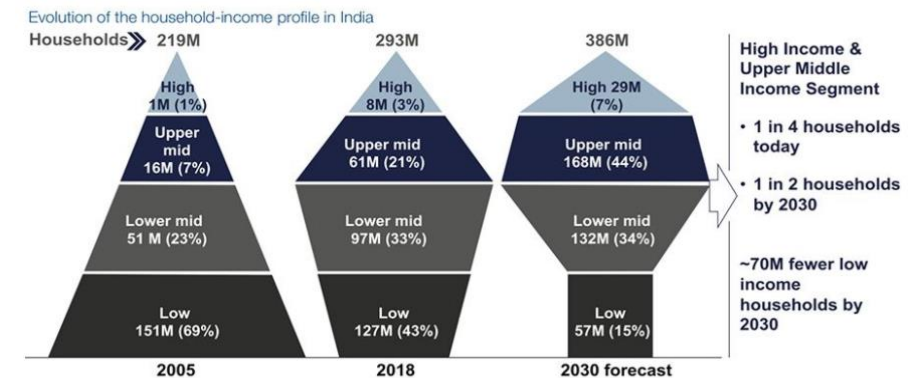 Evolution of the household-income profile in India
Households 219M 293M 386M
High
1M (1%)
Upper
mid
16M (7%)
Lower mid
51 M (23%)
Low
151M (69%)
2005
High
8M (3%)
Upper mid
61M (21%)
Lower mid
97M (33%)
Low
127M (43%)
2018
High 29M
(7%)
Upper mid
168M (44%)
Lower mid
132M (34%)
Low
57M (15%)
2030 forecast
High Income &
Upper Middle
Income Segment
• 1 in 4 households
today
• 1 in 2 households
by 2030
~70M fewer low
income
households by
2030